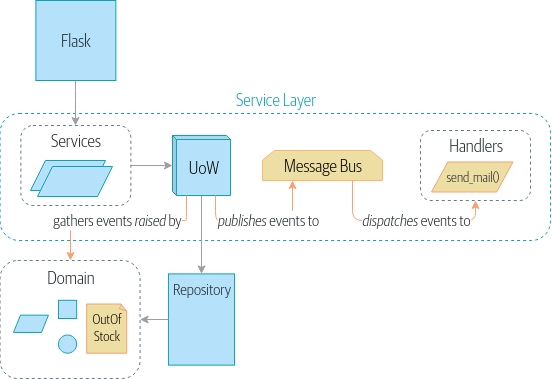 Flask
Service Layer
Services
UoW
Message Bus
Handlers
send_mail()
gathers events raised by
publishes events to
dispatches events to
Domain
OutOf
Stock
Repository